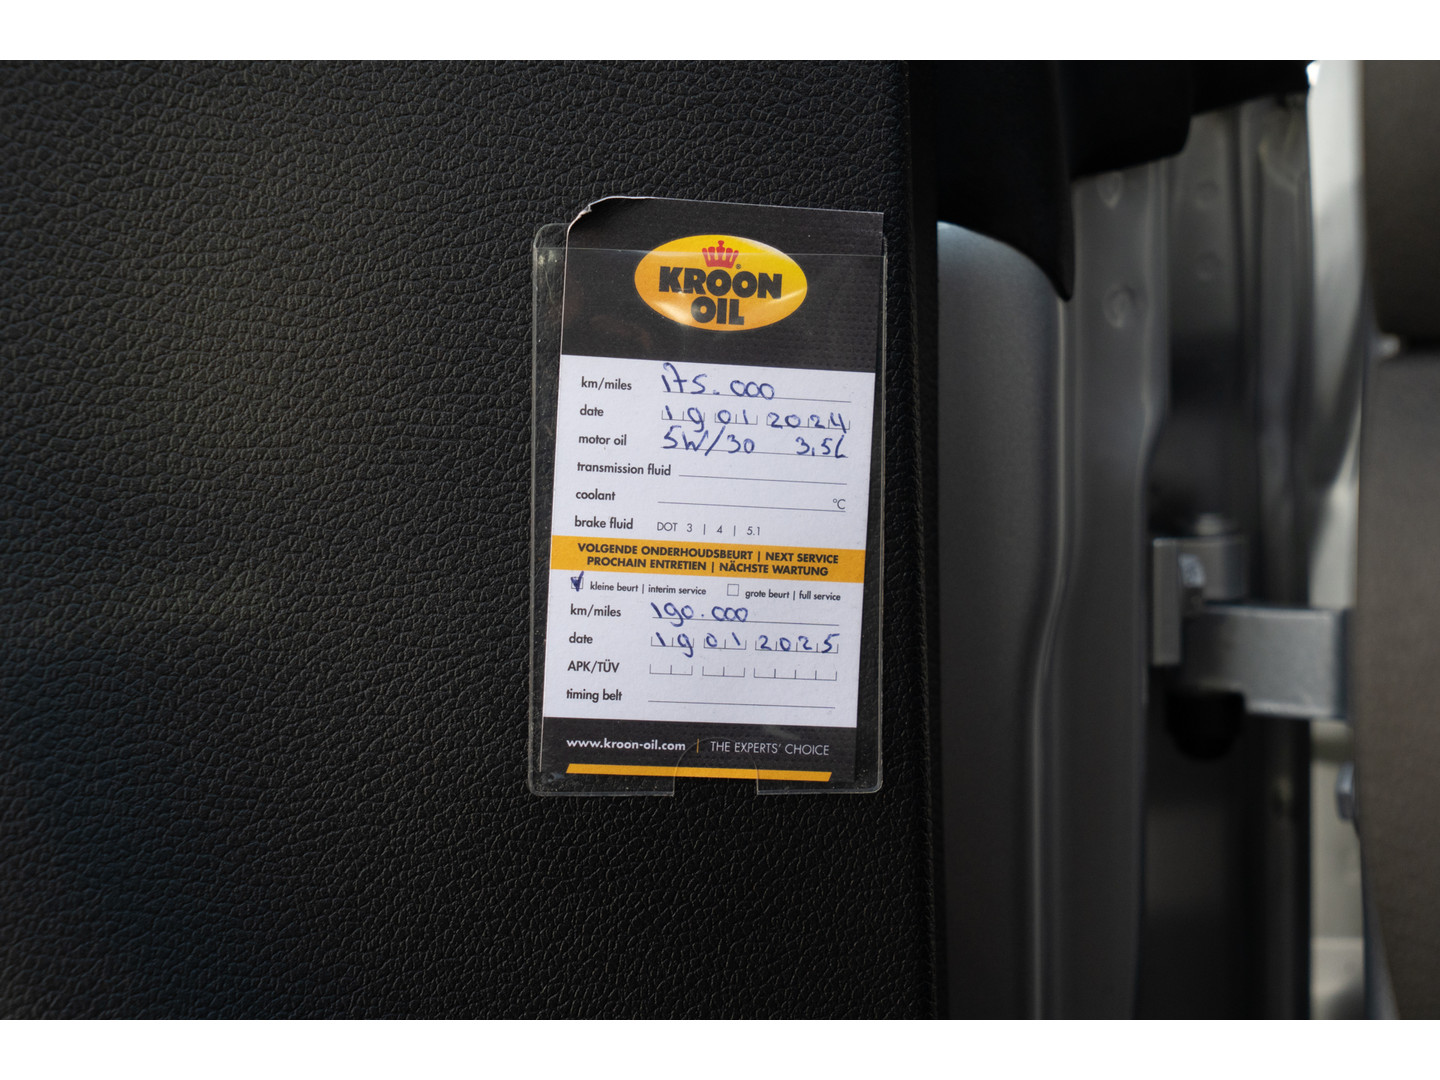 KROON
OIL
km/miles 175.000
date 19 01 2024
motor oil 5W/30 3,5L
transmission fluid
coantant °C
brake fluid DOT 3 | 4 | 5.1
VOLGENDE ONDERHOUDSBEURT | NEXT SERVICE
PROCHAIN ENTRETIEN | NÄCHSTE WARTUNG
kleine beurt | interim service grote beurt | full service
km/miles 190.000
date 19 01 2025
APK/TÜV
timing belt
www.kroon-oil.com | THE EXPERTS' CHOICE